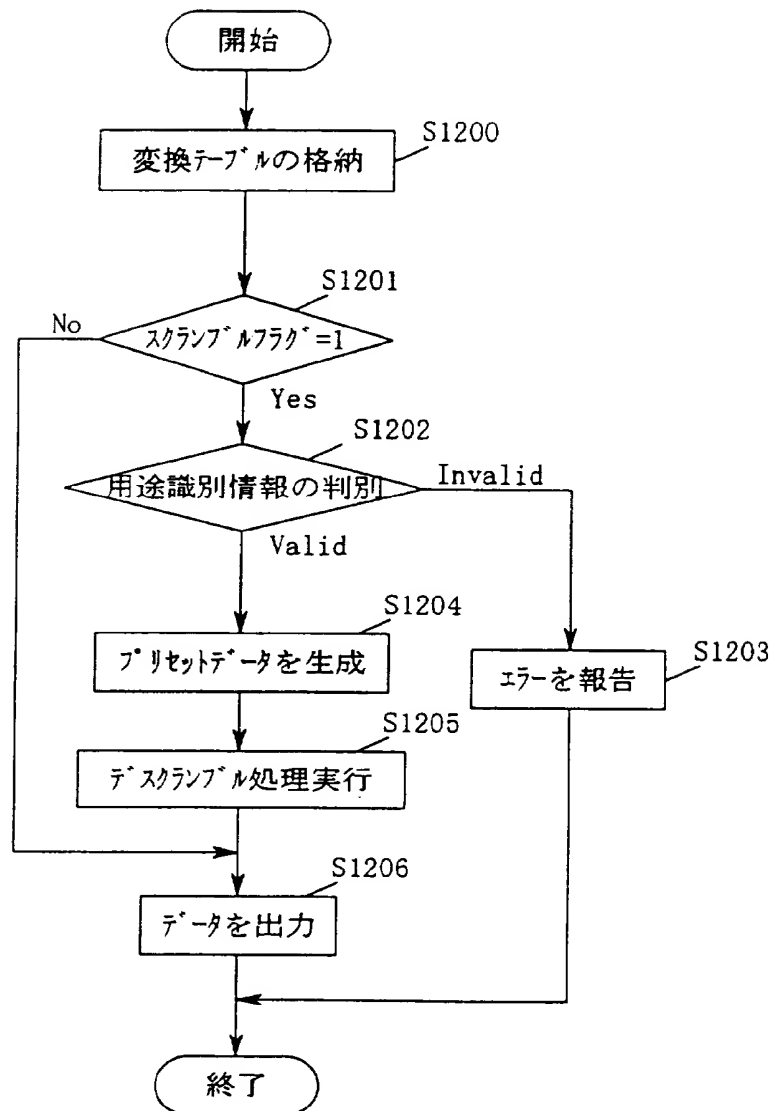 開始
S1200
変換テーブルの格納
S1201
スクランブルフラグ=1
No
Yes
S1202
用途識別情報の判別
Invalid
Valid
S1204
プリセットデータを生成
S1203
エラーを報告
S1205
デスクランブル処理実行
S1206
データを出力
終了